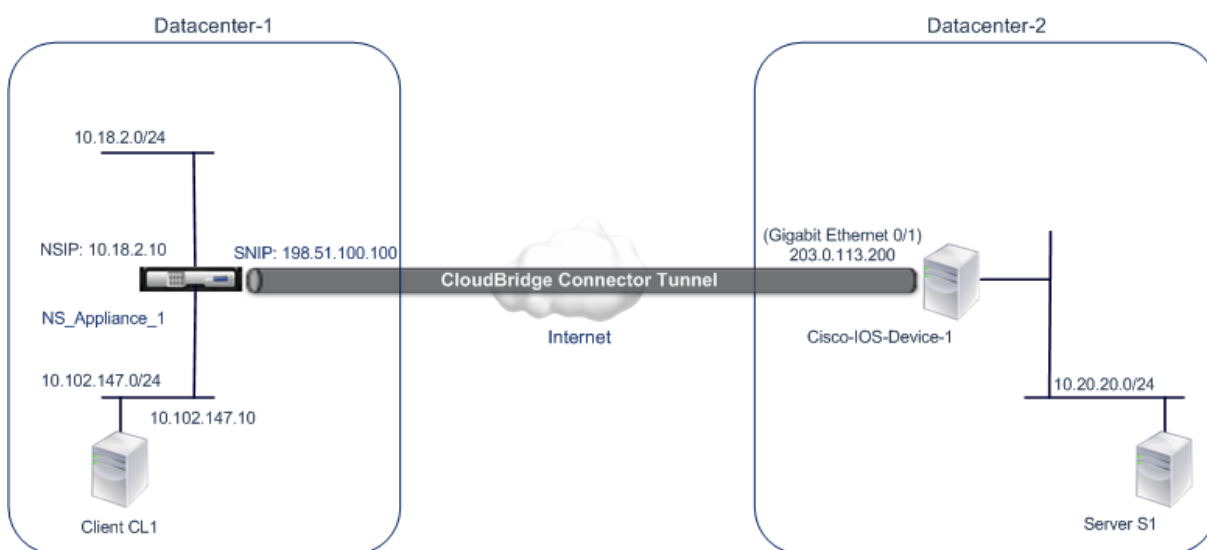 Datacenter-1
Datacenter-2
10.18.2.0/24
NSIP: 10.18.2.10
SNIP: 198.51.100.100
(Gigabit Ethernet 0/1)
203.0.113.200
CloudBridge Connector Tunnel
NS_Appliance_1
Internet
Cisco-IOS-Device-1
10.102.147.0/24
10.102.147.10
10.20.20.0/24
Client CL1
Server S1